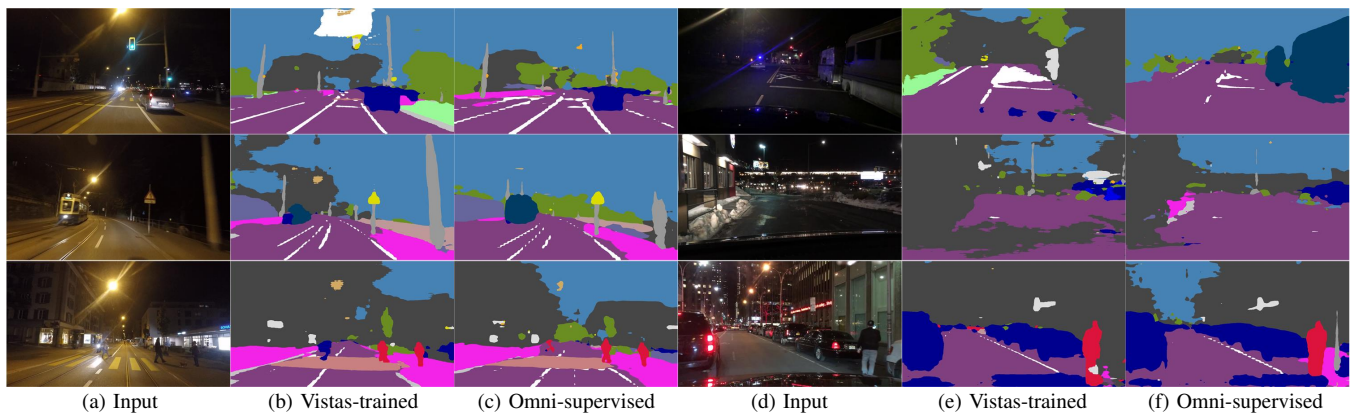 (a) Input
(b) Vistas-trained
(c) Omni-supervised
(d) Input
(e) Vistas-trained
(f) Omni-supervised